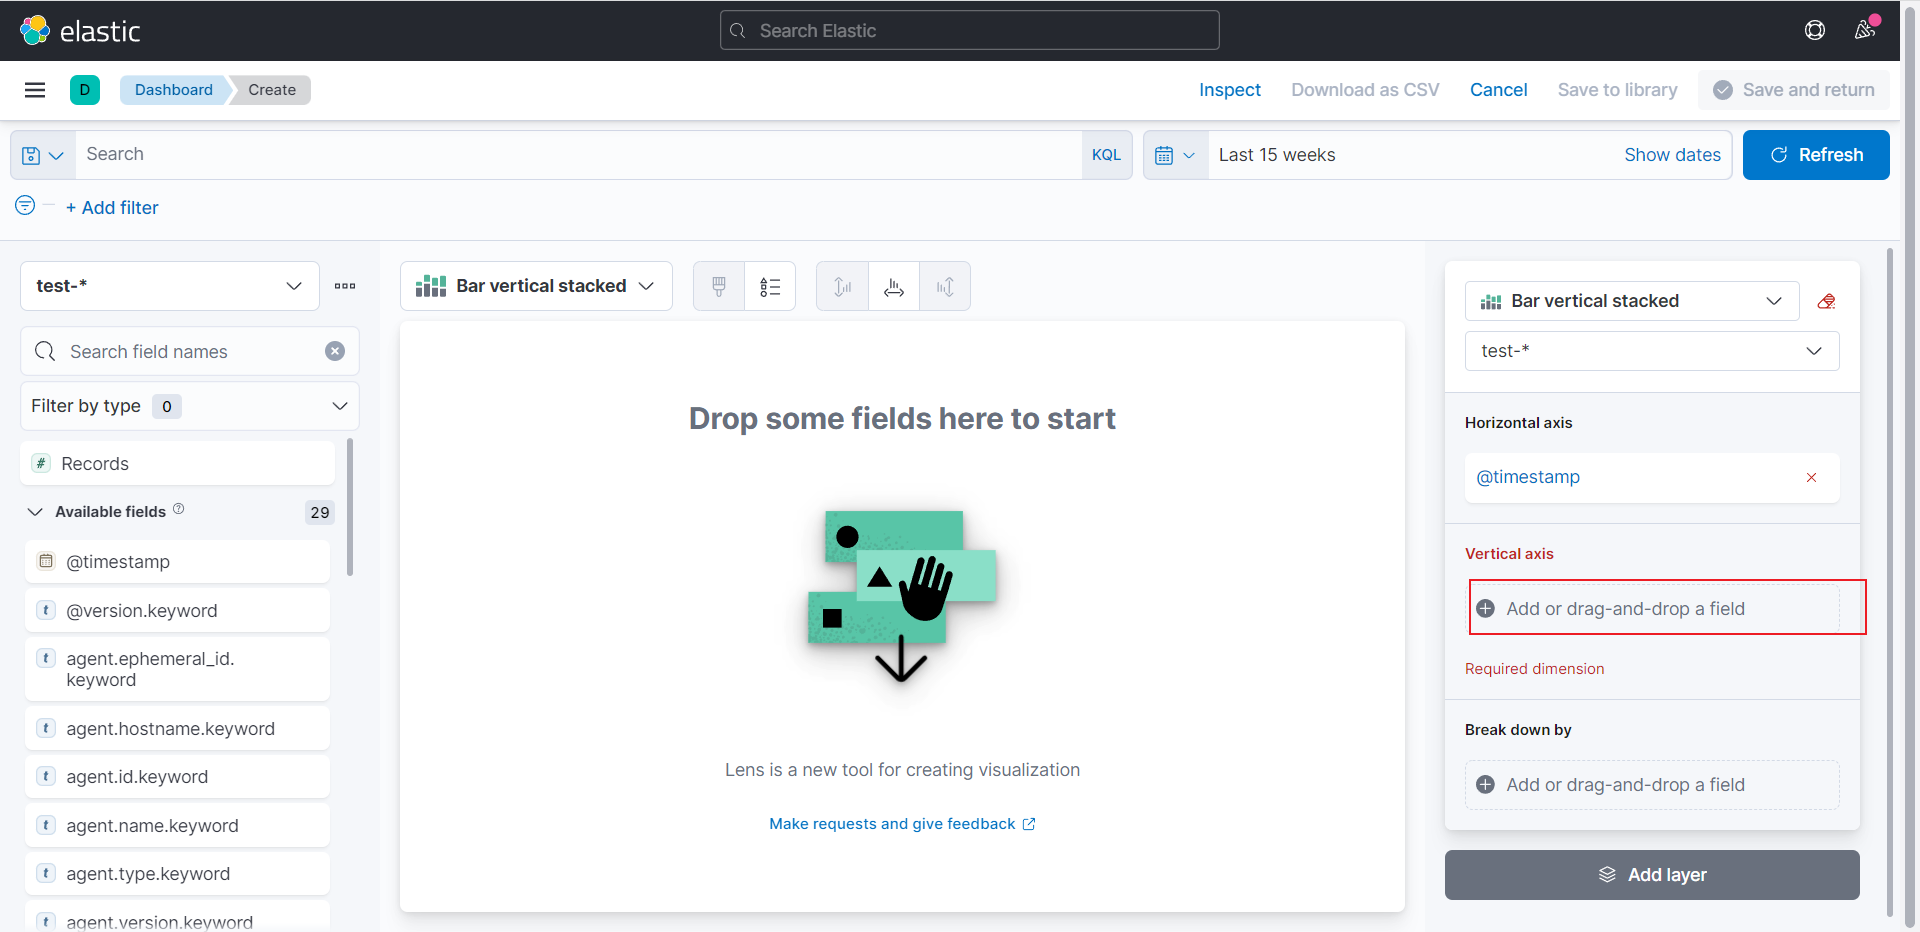 elastic
Search Elastic
D
Dashboard
Create
Inspect
Download as CSV
Cancel
Save to library
Save and return
Search
KQL
Last 15 weeks
Show dates
Refresh
+ Add filter
test-*
Search field names
Filter by type 0
# Records
Available fields 29
@timestamp
t @version.keyword
t agent.ephemeral_id.
keyword
t agent.hostname.keyword
t agent.id.keyword
t agent.name.keyword
t agent.type.keyword
t agent.version.keyword
Bar vertical stacked
Drop some fields here to start
Lens is a new tool for creating visualization
Make requests and give feedback
Bar vertical stacked
test-*
Horizontal axis
@timestamp
Vertical axis
Add or drag-and-drop a field
Required dimension
Break down by
Add or drag-and-drop a field
Add layer